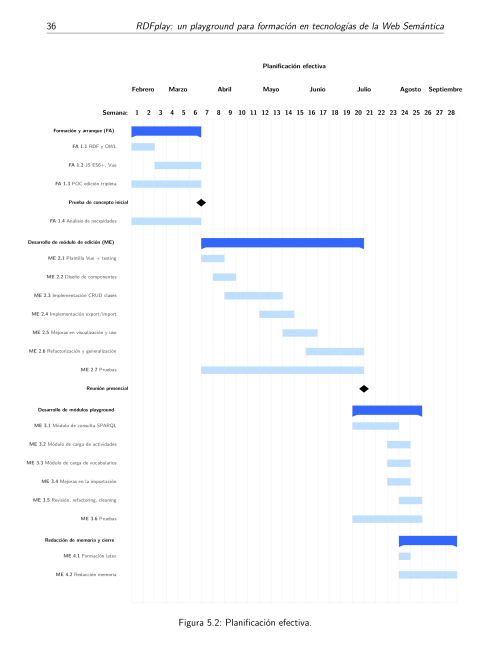 36 RDFplay: un playground para formación en tecnologías de la Web Semántica
Planificación efectiva
Febrero Marzo Abril Mayo Junio Julio Agosto Septiembre
Semana: 1 2 3 4 5 6 7 8 9 10 11 12 13 14 15 16 17 18 19 20 21 22 23 24 25 26 27 28
Formación y arranque (FA)
FA 1.1 RDF y OWL
FA 1.2 JS ES6+, Vue
FA 1.3 POC edición tripleta
Prueba de concepto inicial
FA 1.4 Análisis de necesidades
Desarrollo de módulo de edición (ME)
ME 2.1 Plantilla Vue + testing
ME 2.2 Diseño de componentes
ME 2.3 Implementación CRUD clases
ME 2.4 Implementación export/import
ME 2.5 Mejoras en visualización y uso
ME 2.6 Refactorización y generalización
ME 2.7 Pruebas
Reunión presencial
Desarrollo de módulos playground
ME 3.1 Módulo de consulta SPARQL
ME 3.2 Módulo de carga de actividades
ME 3.3 Módulo de carga de vocabularios
ME 3.4 Mejoras en la importación
ME 3.5 Revisión, refactoring, cleaning
ME 3.6 Pruebas
Redacción de memoria y cierre
ME 4.1 Formación latex
ME 4.2 Redacción memoria
Figura 5.2: Planificación efectiva.